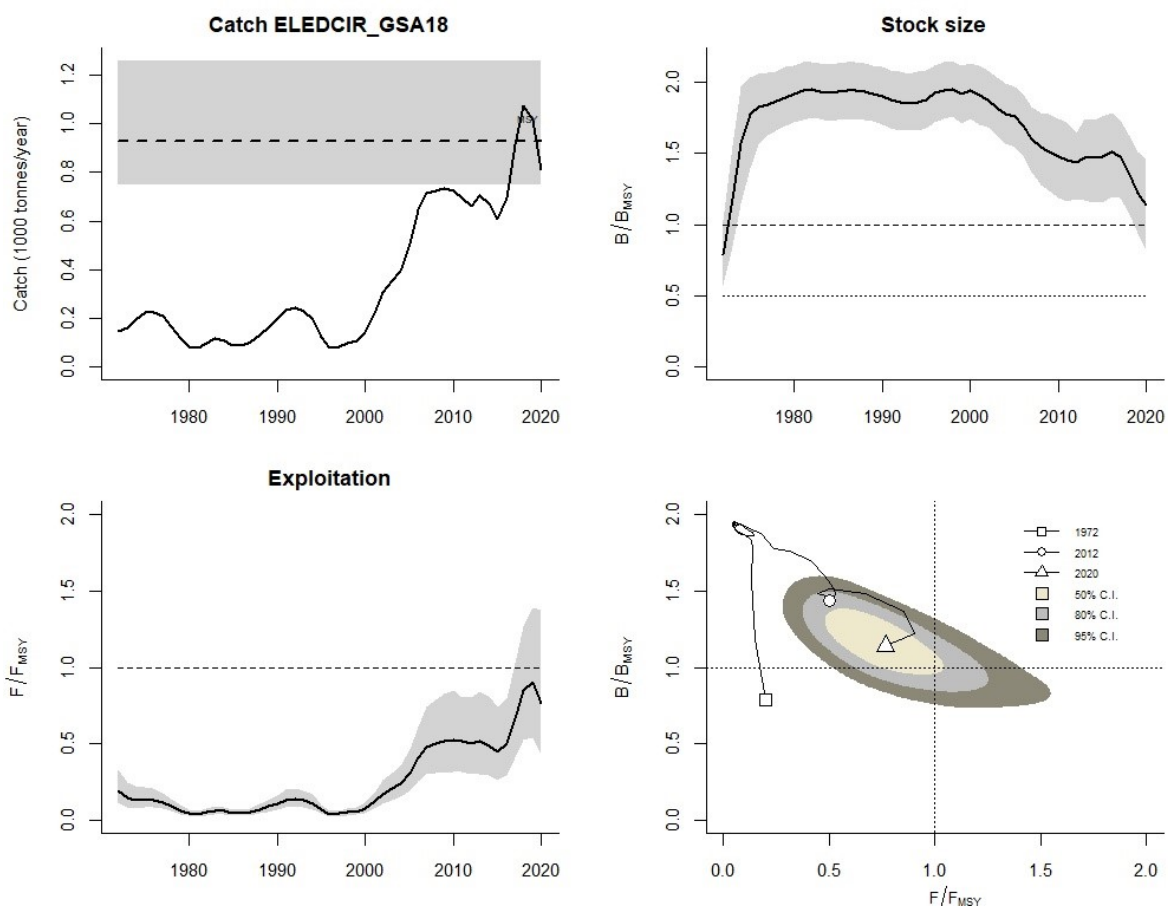 Catch ELEDCIR_GSA18
Catch (1000 tonnes/year)
1.2
1.0
0.8
0.6
0.4
0.2
0.0
MSY
1980 1990 2000 2010 2020
Stock size
B/BMSY
2.0
1.5
1.0
0.5
0.0
1980 1990 2000 2010 2020
Exploitation
F/FMSY
2.0
1.5
1.0
0.5
0.0
1980 1990 2000 2010 2020
B/BMSY
2.0
1.5
1.0
0.5
0.0
1972
2012
2020
50% C.I.
80% C.I.
95% C.I.
0.0 0.5 1.0 1.5 2.0
F/FMSY